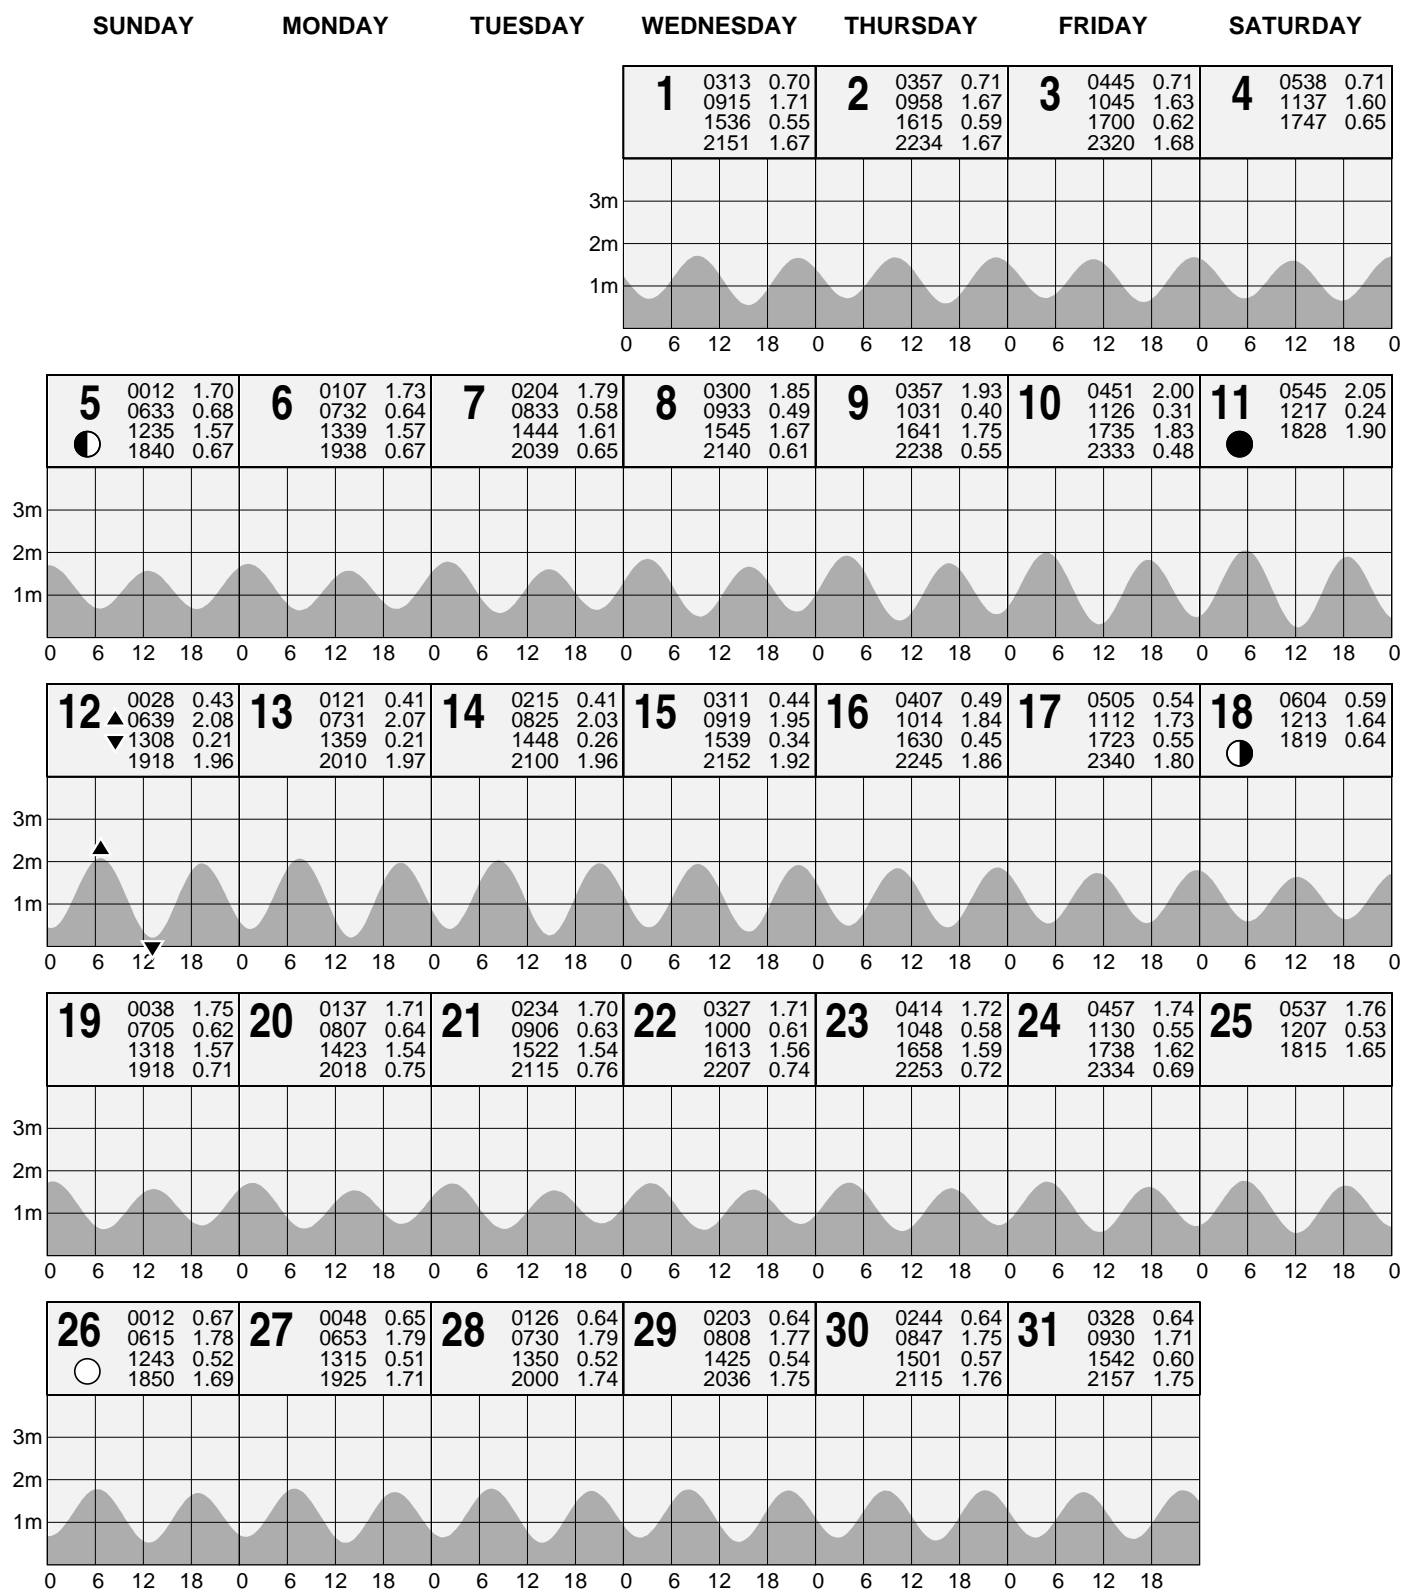 SUNDAY MONDAY TUESDAY WEDNESDAY THURSDAY FRIDAY SATURDAY
1 0313 0.70 2 0357 0.71 3 0445 0.71 4 0538 0.71
0915 1.71 0958 1.67 1045 1.63 1137 1.60
1536 0.55 1615 0.59 1700 0.62 1747 0.65
2151 1.67 2234 1.67 2320 1.68
3m
2m
1m
0 6 12 18 0 6 12 18 0 6 12 18 0 6 12 18 0
5 0012 1.70 6 0107 1.73 7 0204 1.79 8 0300 1.85 9 0357 1.93 10 0451 2.00 11 0545 2.05
0633 0.68 0732 0.64 0833 0.58 0933 0.49 1031 0.40 1126 0.31 1217 0.24
1235 1.57 1339 1.57 1444 1.61 1545 1.67 1641 1.75 1735 1.83 1828 1.90
1840 0.67 1938 0.67 2039 0.65 2140 0.61 2238 0.55 2333 0.48
3m
2m
1m
0 6 12 18 0 6 12 18 0 6 12 18 0 6 12 18 0 6 12 18 0 6 12 18 0 6 12 18 0
12 0028 0.43 13 0121 0.41 14 0215 0.41 15 0311 0.44 16 0407 0.49 17 0505 0.54 18 0604 0.59
0639 2.08 0731 2.07 0825 2.03 0919 1.95 1014 1.84 1112 1.73 1213 1.64
1308 0.21 1359 0.21 1448 0.26 1539 0.34 1630 0.45 1723 0.55 1819 0.64
1918 1.96 2010 1.97 2100 1.96 2152 1.92 2245 1.86 2340 1.80
3m
2m
1m
0 6 12 18 0 6 12 18 0 6 12 18 0 6 12 18 0 6 12 18 0 6 12 18 0 6 12 18 0
19 0038 1.75 20 0137 1.71 21 0234 1.70 22 0327 1.71 23 0414 1.72 24 0457 1.74 25 0537 1.76
0705 0.62 0807 0.64 0906 0.63 1000 0.61 1048 0.58 1130 0.55 1207 0.53
1318 1.57 1423 1.54 1522 1.54 1613 1.56 1658 1.59 1738 1.62 1815 1.65
1918 0.71 2018 0.75 2115 0.76 2207 0.74 2253 0.72 2334 0.69
3m
2m
1m
0 6 12 18 0 6 12 18 0 6 12 18 0 6 12 18 0 6 12 18 0 6 12 18 0 6 12 18 0
26 0012 0.67 27 0048 0.65 28 0126 0.64 29 0203 0.64 30 0244 0.64 31 0328 0.64
0615 1.78 0653 1.79 0730 1.79 0808 1.77 0847 1.75 0930 1.71
1243 0.52 1315 0.51 1350 0.52 1425 0.54 1501 0.57 1542 0.60
1850 1.69 1925 1.71 2000 1.74 2036 1.75 2115 1.76 2157 1.75
3m
2m
1m
0 6 12 18 0 6 12 18 0 6 12 18 0 6 12 18 0 6 12 18 0 6 12 18